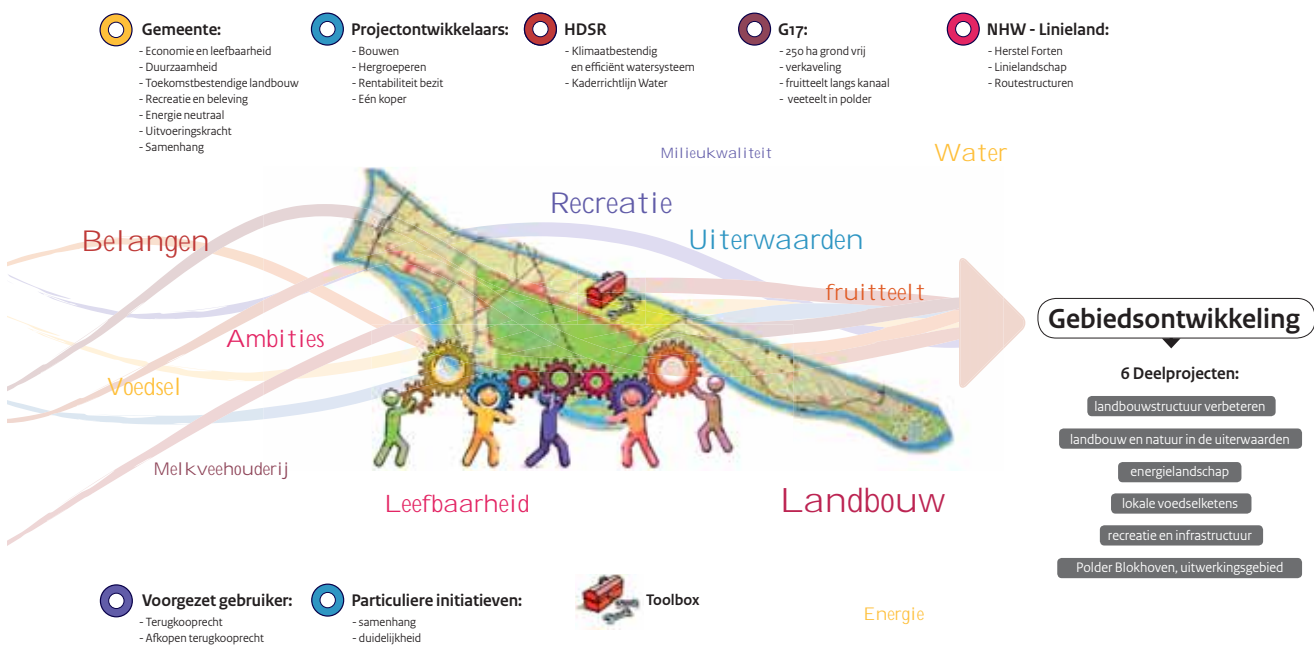 Gemeente:
- Economie en leefbaarheid
- Duurzaamheid
- Toekomstbestendige landbouw
- Recreatie en beleving
- Energie neutraal
- Uitvoeringskracht
- Samenhang
Projectontwikkelaars:
- Bouwen
- Hergroeperen
- Rentabiliteit bezit
- Eén koper
HDSR
- Klimaatbestendig
en efficiënt watersysteem
- Kaderrichtlijn Water
G17:
- 250 ha grond vrij
- verkaveling
- fruitteelt langs kanaal
- veeteelt in polder
NHW - Linieland:
- Herstel Forten
- Linielandschap
- Routestructuren
Milieukwaliteit
Water
Recreatie
Belangen
Uiterwaarden
fruitteelt
Ambities
Voedsel
Melkveehouderij
Leefbaarheid
Landbouw
Gebiedsontwikkeling
6 Deelprojecten:
landbouwstructuur verbeteren
landbouw en natuur in de uiterwaarden
energielandschap
lokale voedselketens
recreatie en infrastructuur
Polder Blokhoven, uitwerkingsgebied
Voorgezet gebruiker:
- Terugkooprecht
- Afkopen terugkooprecht
Particuliere initiatieven:
- samenhang
- duidelijkheid
Toolbox
Energie